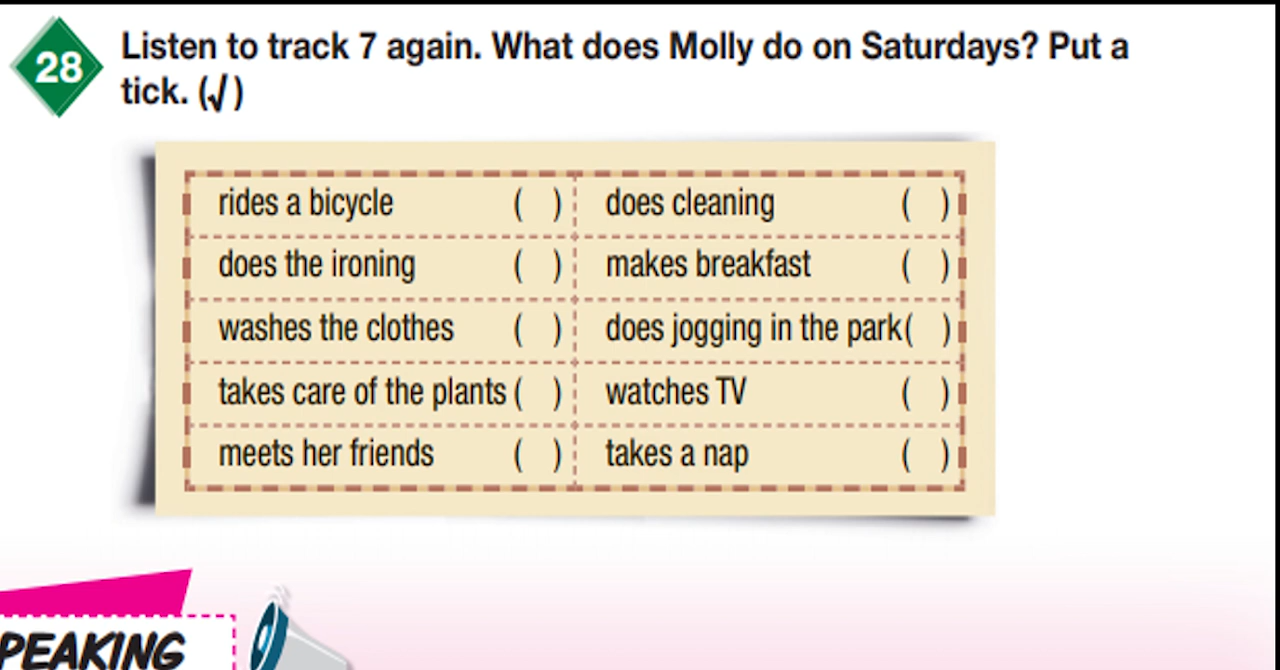 28
Listen to track 7 again. What does Molly do on Saturdays? Put a
tick. (√)
rides a bicycle ( ) does cleaning ( )
does the ironing ( ) makes breakfast ( )
washes the clothes ( ) does jogging in the park( )
takes care of the plants ( ) watches TV ( )
meets her friends ( ) takes a nap ( )
PEAKING